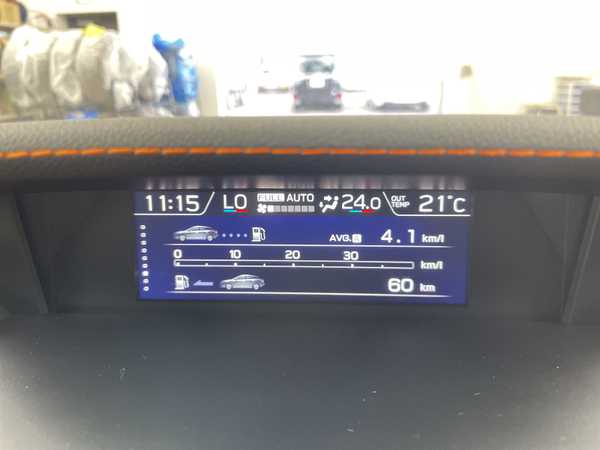 11:15 LO FULL AUTO 24.0 OUT TEMP 21°C
AVG. A 4.1 km/l
0 10 20 30 km/l
60 km